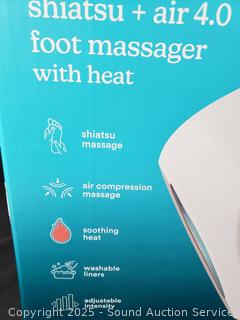 shiatsu + air 4.0
foot massager
with heat
shiatsu
massage
air compression
massage
soothing
heat
washable
liners
adjustable
intensity
Copyright 2025 - Sound Auction Service